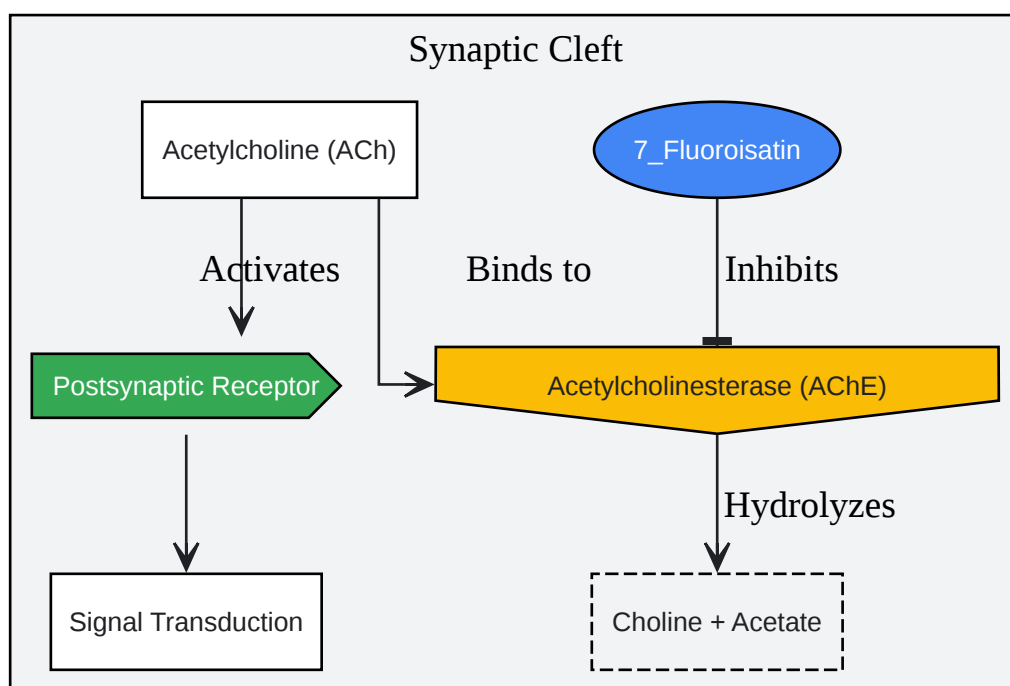 Synaptic Cleft
Acetylcholine (ACh)
7_Fluoroisatin
Activates
Binds to
Inhibits
Postsynaptic Receptor
Acetylcholinesterase (AChE)
Hydrolyzes
Signal Transduction
Choline + Acetate